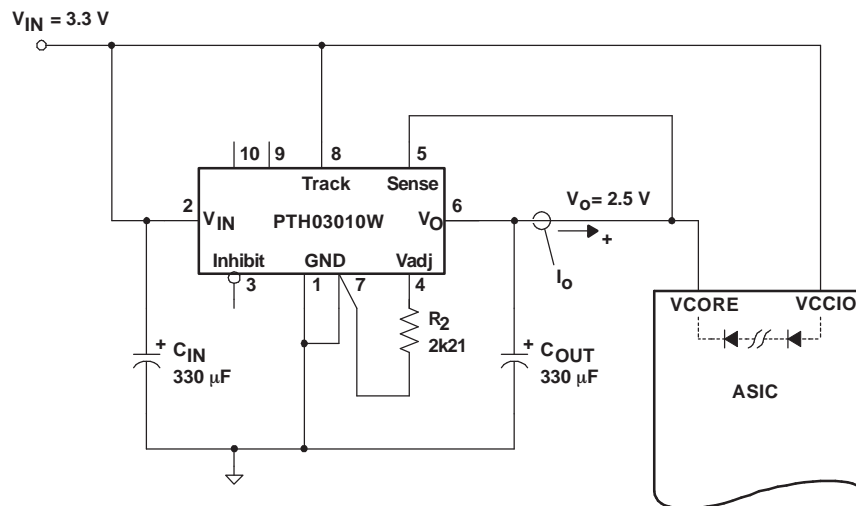 V_IN = 3.3 V
10 9 8 5
Track Sense
2 V_IN PTH03010W V_O 6
V_O = 2.5 V
+
Inhibit GND Vadj
3 1 7 4
I_O
VCORE VCCIO
+ C_IN
330 μF
R_2
2k21
+ C_OUT
330 μF
ASIC